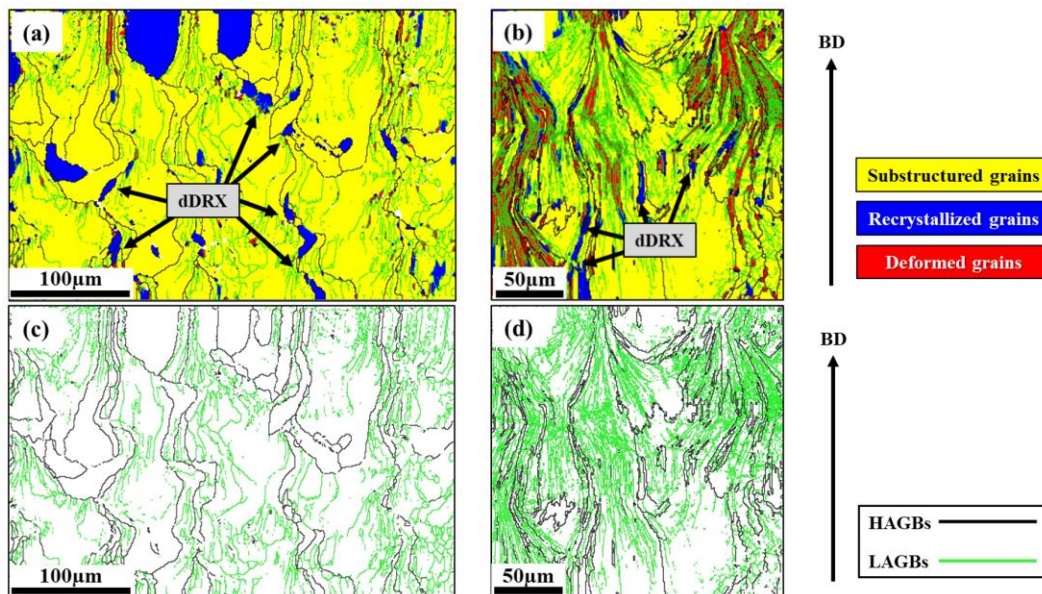 (a)
dDRX
100µm
(b)
dDRX
50µm
BD
Substructured grains
Recrystallized grains
Deformed grains
(c)
100µm
(d)
50µm
BD
HAGBs
LAGBs